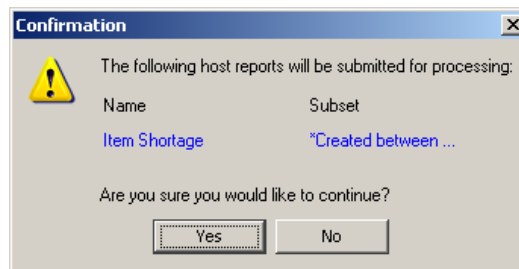 Confirmation
The following host reports will be submitted for processing:
Name Subset
Item Shortage *Created between ...
Are you sure you would like to continue?
Yes No